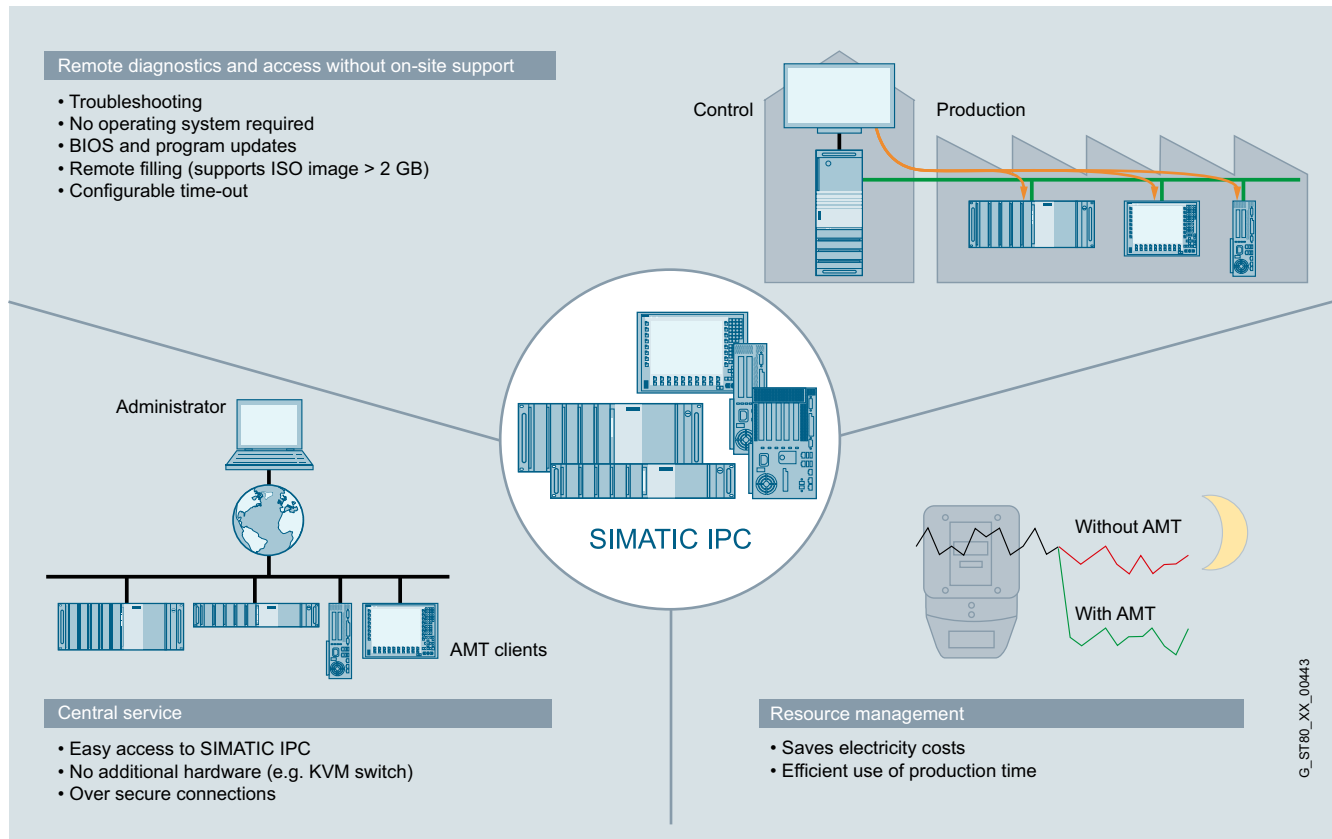 Remote diagnostics and access without on-site support
• Troubleshooting
• No operating system required
• BIOS and program updates
• Remote filling (supports ISO image > 2 GB)
• Configurable time-out
Control
Production
SIMATIC IPC
Administrator
AMT clients
Central service
• Easy access to SIMATIC IPC
• No additional hardware (e.g. KVM switch)
• Over secure connections
Without AMT
With AMT
Resource management
• Saves electricity costs
• Efficient use of production time
G_ST80_XX_00443